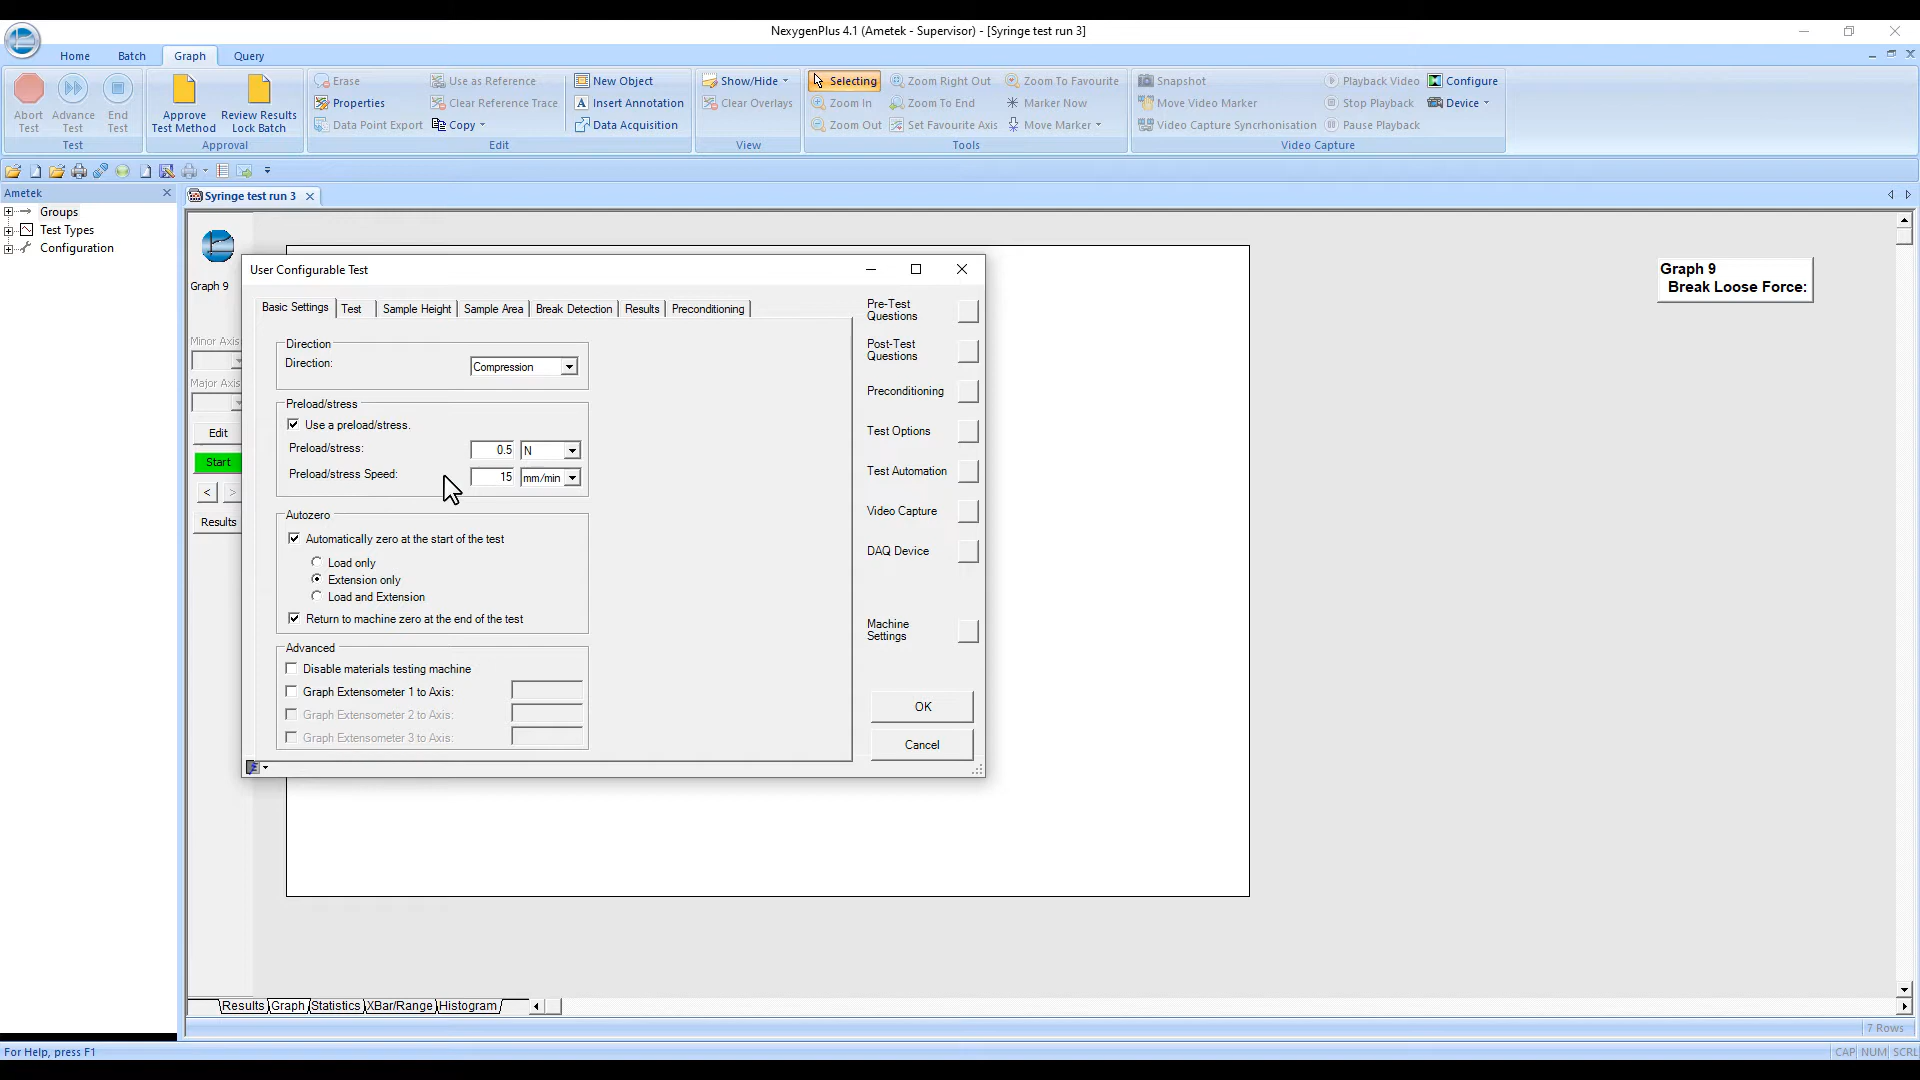 NexygenPlus 4.1 (Ametek - Supervisor) - [Syringe test run 3]
Home Batch Graph Query
Abort Test
Advance Test
End Test
Test
Approve Test Method
Review Results Lock Batch
Approval
Erase
Properties
Data Point Export
Use as Reference
Clear Reference Trace
Copy
New Object
Insert Annotation
Data Acquisition
Edit
Show/Hide
Clear Overlays
View
Selecting
Zoom In
Zoom Out
Zoom Right Out
Zoom To End
Set Favourite Axis
Zoom To Favourite
Marker Now
Move Marker
Tools
Snapshot
Move Video Marker
Video Capture Syncrhonisation
Playback Video
Stop Playback
Pause Playback
Configure
Device
Video Capture
Ametek
Groups
Test Types
Configuration
Syringe test run 3
Graph 9
Minor Axis
Major Axis
Edit
Start
< >
Results
User Configurable Test
Basic Settings Test Sample Height Sample Area Break Detection Results Preconditioning
Direction
Direction: Compression
Preload/stress
Use a preload/stress.
Preload/stress: 0.5 N
Preload/stress Speed: 15 mm/min
Autozero
Automatically zero at the start of the test
Load only
Extension only
Load and Extension
Return to machine zero at the end of the test
Advanced
Disable materials testing machine
Graph Extensometer 1 to Axis:
Graph Extensometer 2 to Axis:
Graph Extensometer 3 to Axis:
Pre-Test
Questions
Post-Test
Questions
Preconditioning
Test Options
Test Automation
Video Capture
DAQ Device
Machine
Settings
OK
Cancel
Graph 9
Break Loose Force:
Results Graph Statistics XBar/Range Histogram
7 Rows
For Help, press F1
CAP NUM SCRL